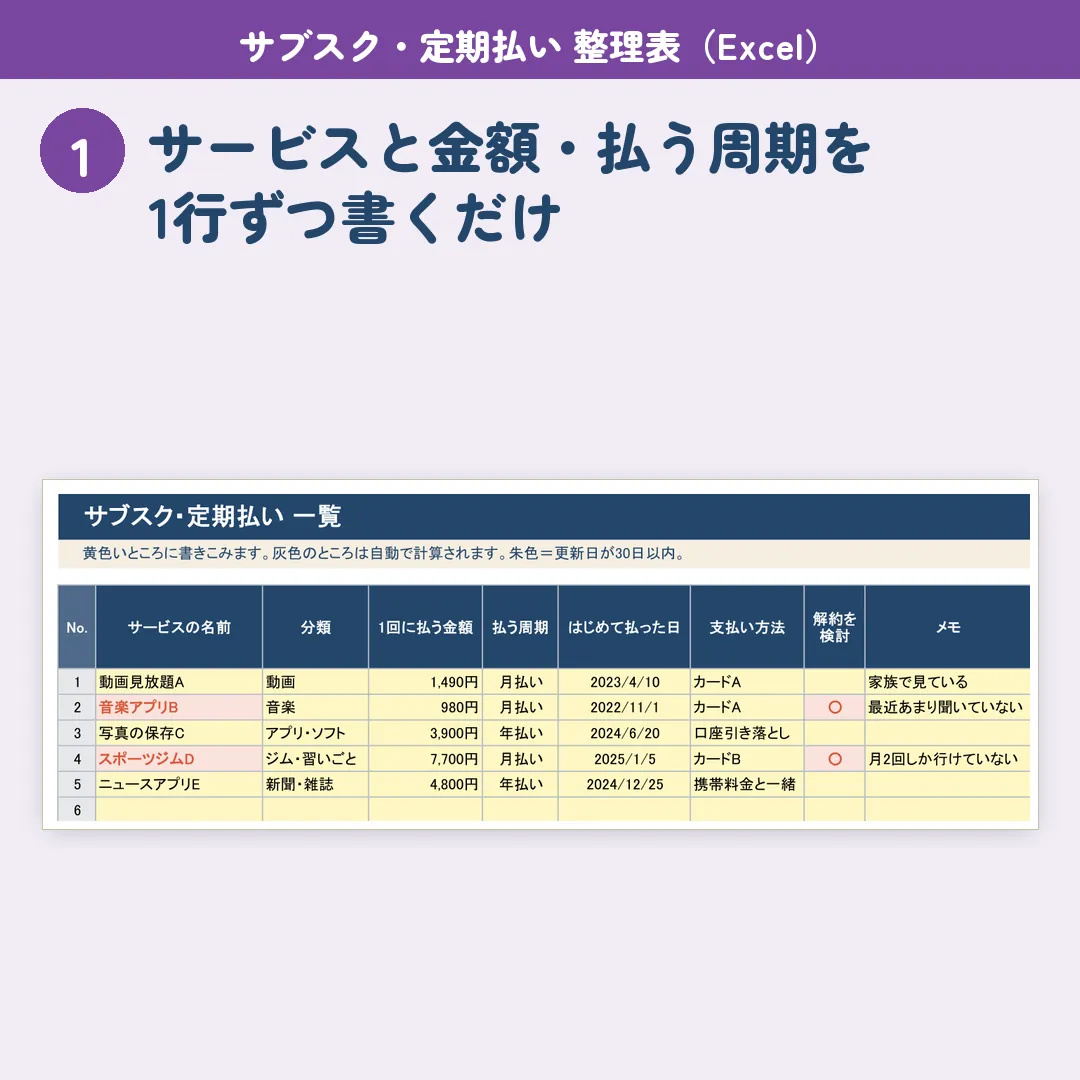 サブスク・定期払い 整理表（Excel）
1 サービスと金額・払う周期を
1行ずつ書くだけ
サブスク・定期払い 一覧
黄色いところに書きこみます。灰色のところは自動で計算されます。朱色＝更新日が30日以内。
No. サービスの名前 分類 1回に払う金額 払う周期 はじめて払った日 支払い方法 解約を検討 メモ
1 動画見放題A 動画 1,490円 月払い 2023/4/10 カードA 家族で見ている
2 音楽アプリB 音楽 980円 月払い 2022/11/1 カードA ○ 最近あまり聞いていない
3 写真の保存C アプリ・ソフト 3,900円 年払い 2024/6/20 口座引き落とし
4 スポーツジムD ジム・習いごと 7,700円 月払い 2025/1/5 カードB ○ 月2回しか行けていない
5 ニュースアプリE 新聞・雑誌 4,800円 年払い 2024/12/25 携帯料金と一緒
6